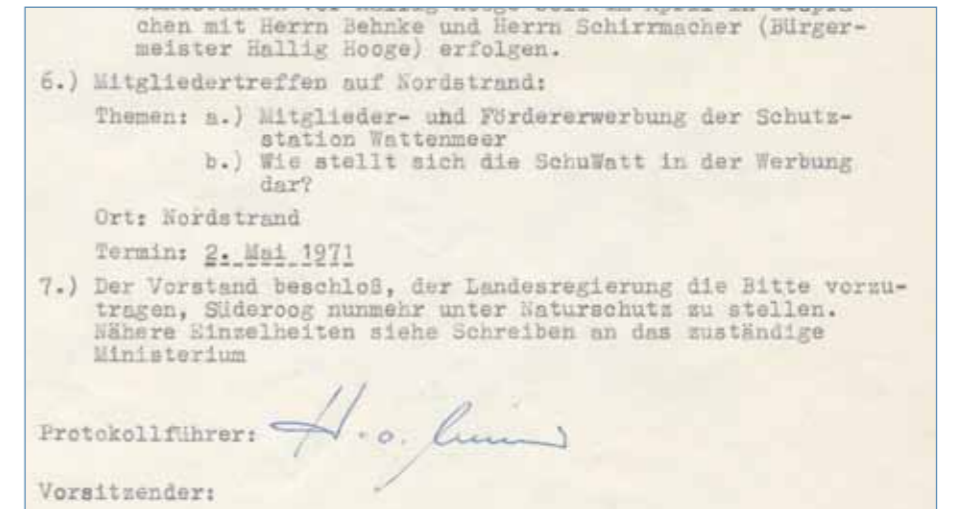 chen mit Herrn Behnke und Herrn Schirrmacher (Bürger-
meister Hallig Hooge) erfolgen.
6.) Mitgliedertreffen auf Nordstrand:
Themen: a.) Mitglieder- und Fördererwerbung der Schutz-
station Wattenmeer
b.) Wie stellt sich die SchuWatt in der Werbung
dar?
Ort: Nordstrand
Termin: 2. Mai 1971
7.) Der Vorstand beschloß, der Landesregierung die Bitte vorzu-
tragen, Süderoog nunmehr unter Naturschutz zu stellen.
Nähere Einzelheiten siehe Schreiben an das zuständige
Ministerium
Protokollführer: H.o.
Vorsitzender: